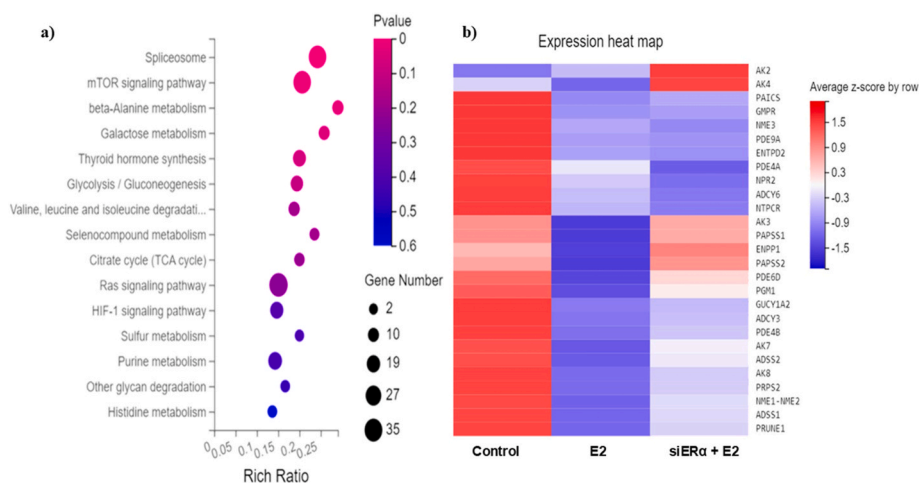 a)
Spliceosome
mTOR signaling pathway
beta-Alanine metabolism
Galactose metabolism
Thyroid hormone synthesis
Glycolysis / Gluconeogenesis
Valine, leucine and isoleucine degradati...
Selenocompound metabolism
Citrate cycle (TCA cycle)
Ras signaling pathway
HIF-1 signaling pathway
Sulfur metabolism
Purine metabolism
Other glycan degradation
Histidine metabolism
0
0.05
0.1
0.15
0.2
0.25
0.3
Rich Ratio
Pvalue
0
0.1
0.2
0.3
0.4
0.5
0.6
Gene Number
2
10
19
27
35
b)
Expression heat map
AK2
AK4
PAICS
GMPR
NME3
PDE9A
ENTPD2
PDE4A
NPR2
ADCY6
NTPCR
AK3
PAPSS1
ENPP1
PAPSS2
PDE6D
PGM1
GUCY1A2
ADCY3
PDE4B
AK7
ADSS2
AK8
PRPS2
NME1-NME2
ADSS1
PRUNE1
Control E2 siERα + E2
Average z-score by row
1.5
0.9
0.3
-0.3
-0.9
-1.5